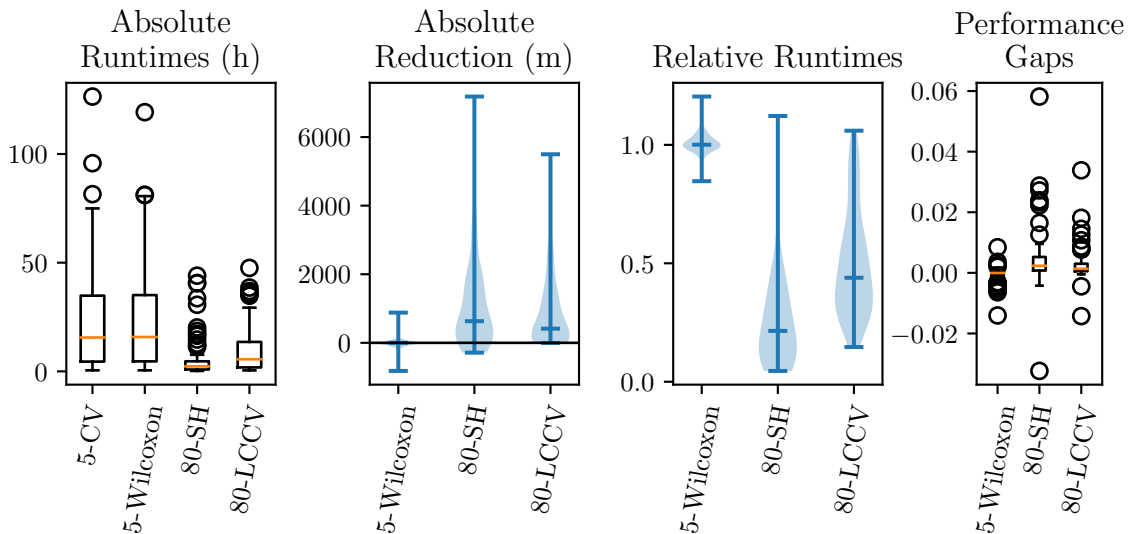 Absolute
Runtimes (h)
100
50
0
5-CV
5-Wilcoxon
80-SH
80-LCCV
Absolute
Reduction (m)
6000
4000
2000
0
5-Wilcoxon
80-SH
80-LCCV
Relative Runtimes
1.0
0.5
0.0
5-Wilcoxon
80-SH
80-LCCV
Performance
Gaps
0.06
0.04
0.02
0.00
−0.02
5-Wilcoxon
80-SH
80-LCCV